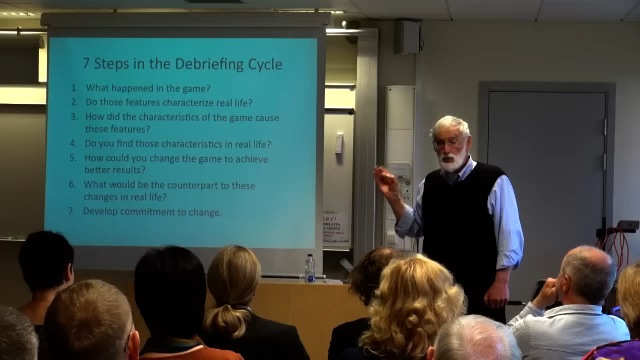 7 Steps in the Debriefing Cycle
1. What happened in the game?
2. Do those features characterize real life?
3. How did the characteristics of the game cause
these features?
4. Do you find those characteristics in real life?
5. How could you change the game to achieve
better results?
6. What would be the counterpart to these
changes in real life?
7. Develop commitment to change.